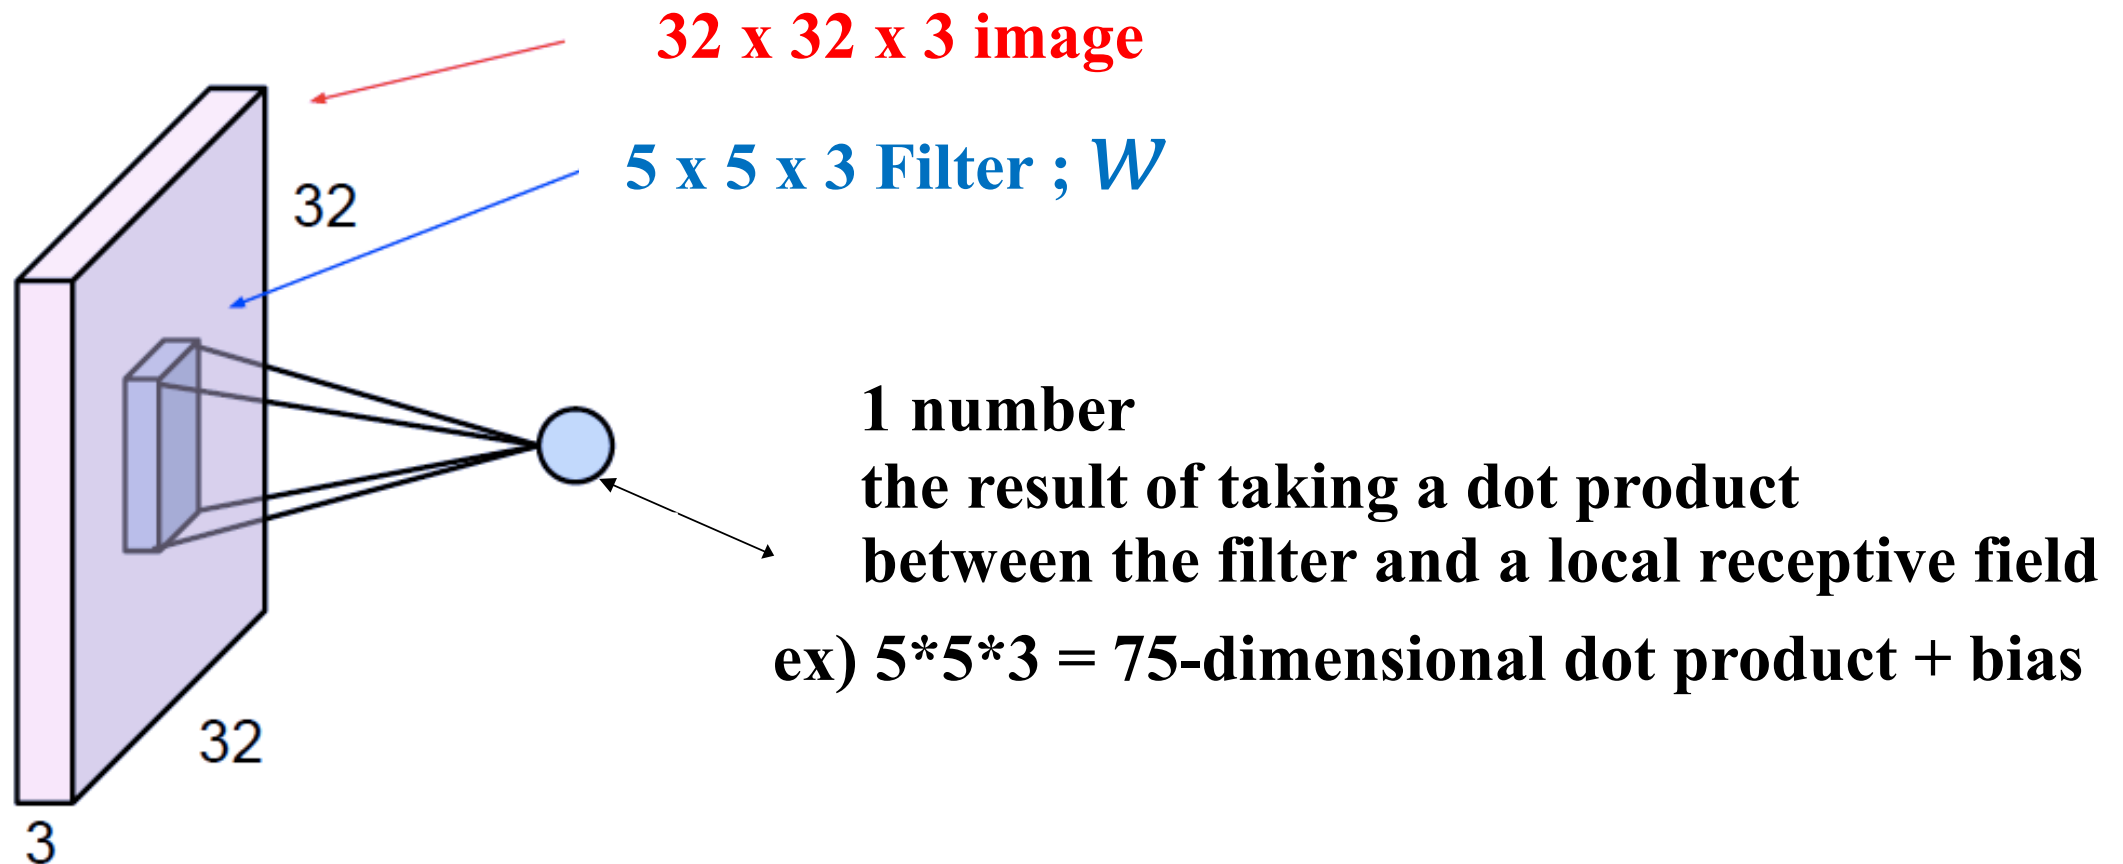 32 x 32 x 3 image
5 x 5 x 3 Filter ; W
32
1 number
the result of taking a dot product
between the filter and a local receptive field
ex) 5*5*3 = 75-dimensional dot product + bias
32
3